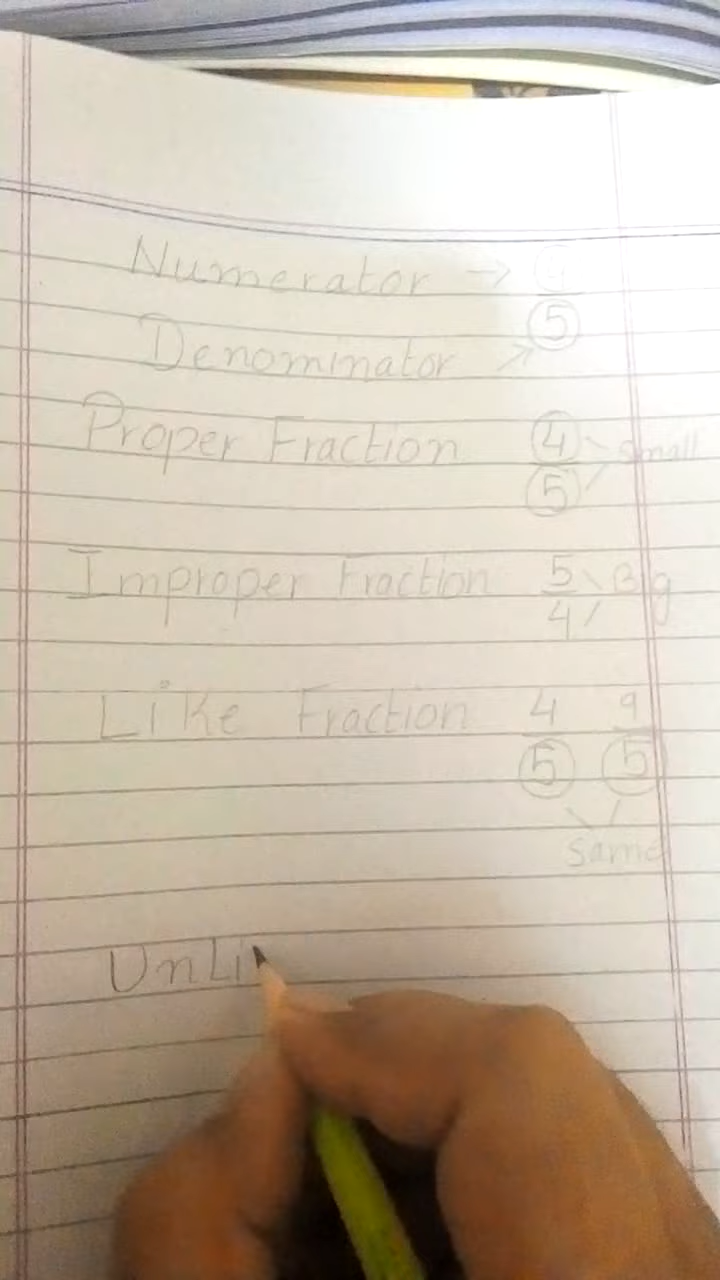 Numerator → 4
5
Denominator ↗
Proper Fraction 4 small
5
Improper Fraction 5 Big
4
Like Fraction 4 9
5 5
same
UnLi